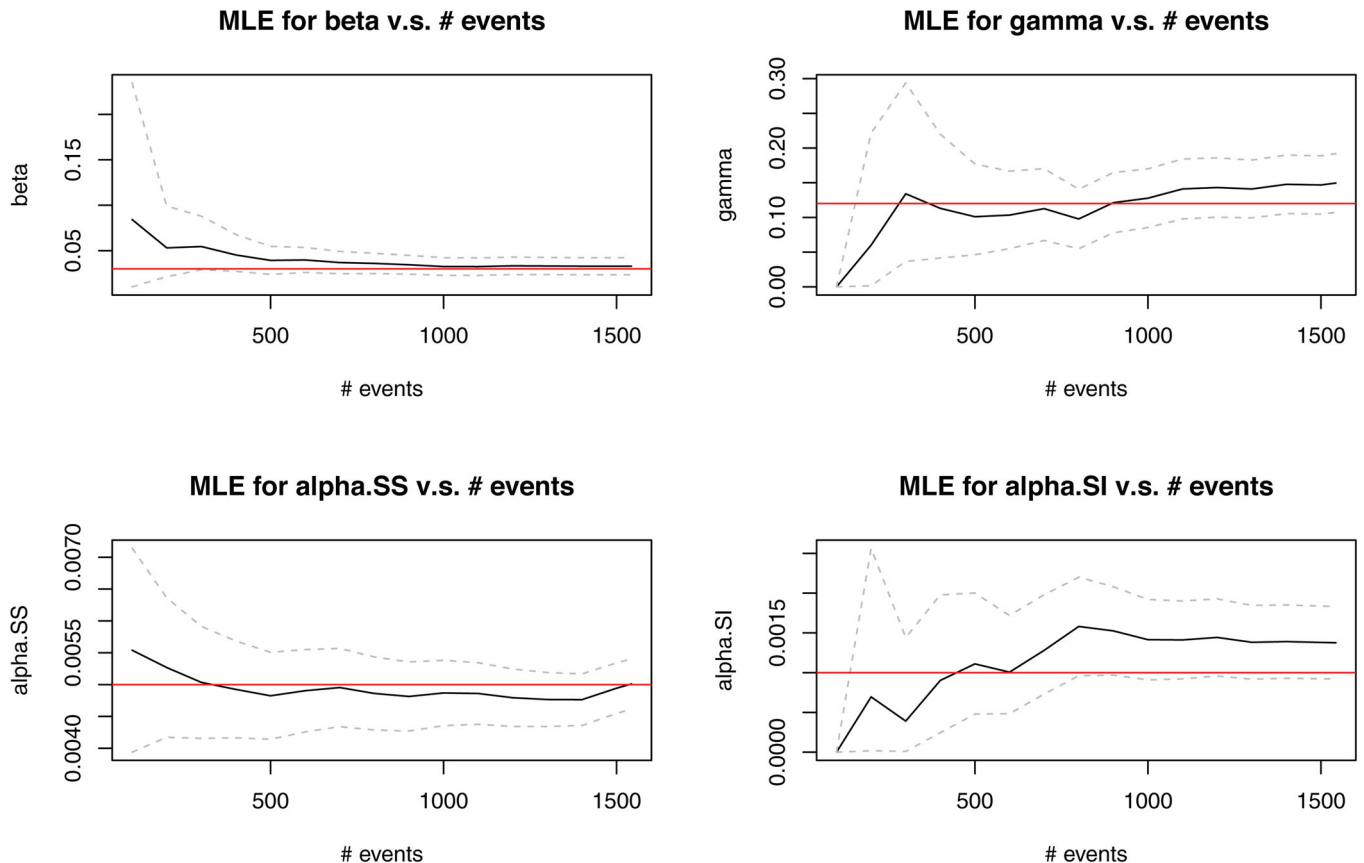 MLE for beta v.s. # events
beta
0.15
0.05
500 1000 1500
# events
MLE for gamma v.s. # events
gamma
0.30
0.20
0.10
0.00
500 1000 1500
# events
MLE for alpha.SS v.s. # events
alpha.SS
0.0070
0.0055
0.0040
500 1000 1500
# events
MLE for alpha.SI v.s. # events
alpha.SI
0.0015
0.0000
500 1000 1500
# events